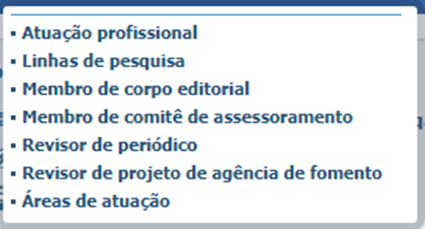 ▪ Atuação profissional
▪ Linhas de pesquisa
▪ Membro de corpo editorial
▪ Membro de comitê de assessoramento
▪ Revisor de periódico
▪ Revisor de projeto de agência de fomento
▪ Áreas de atuação